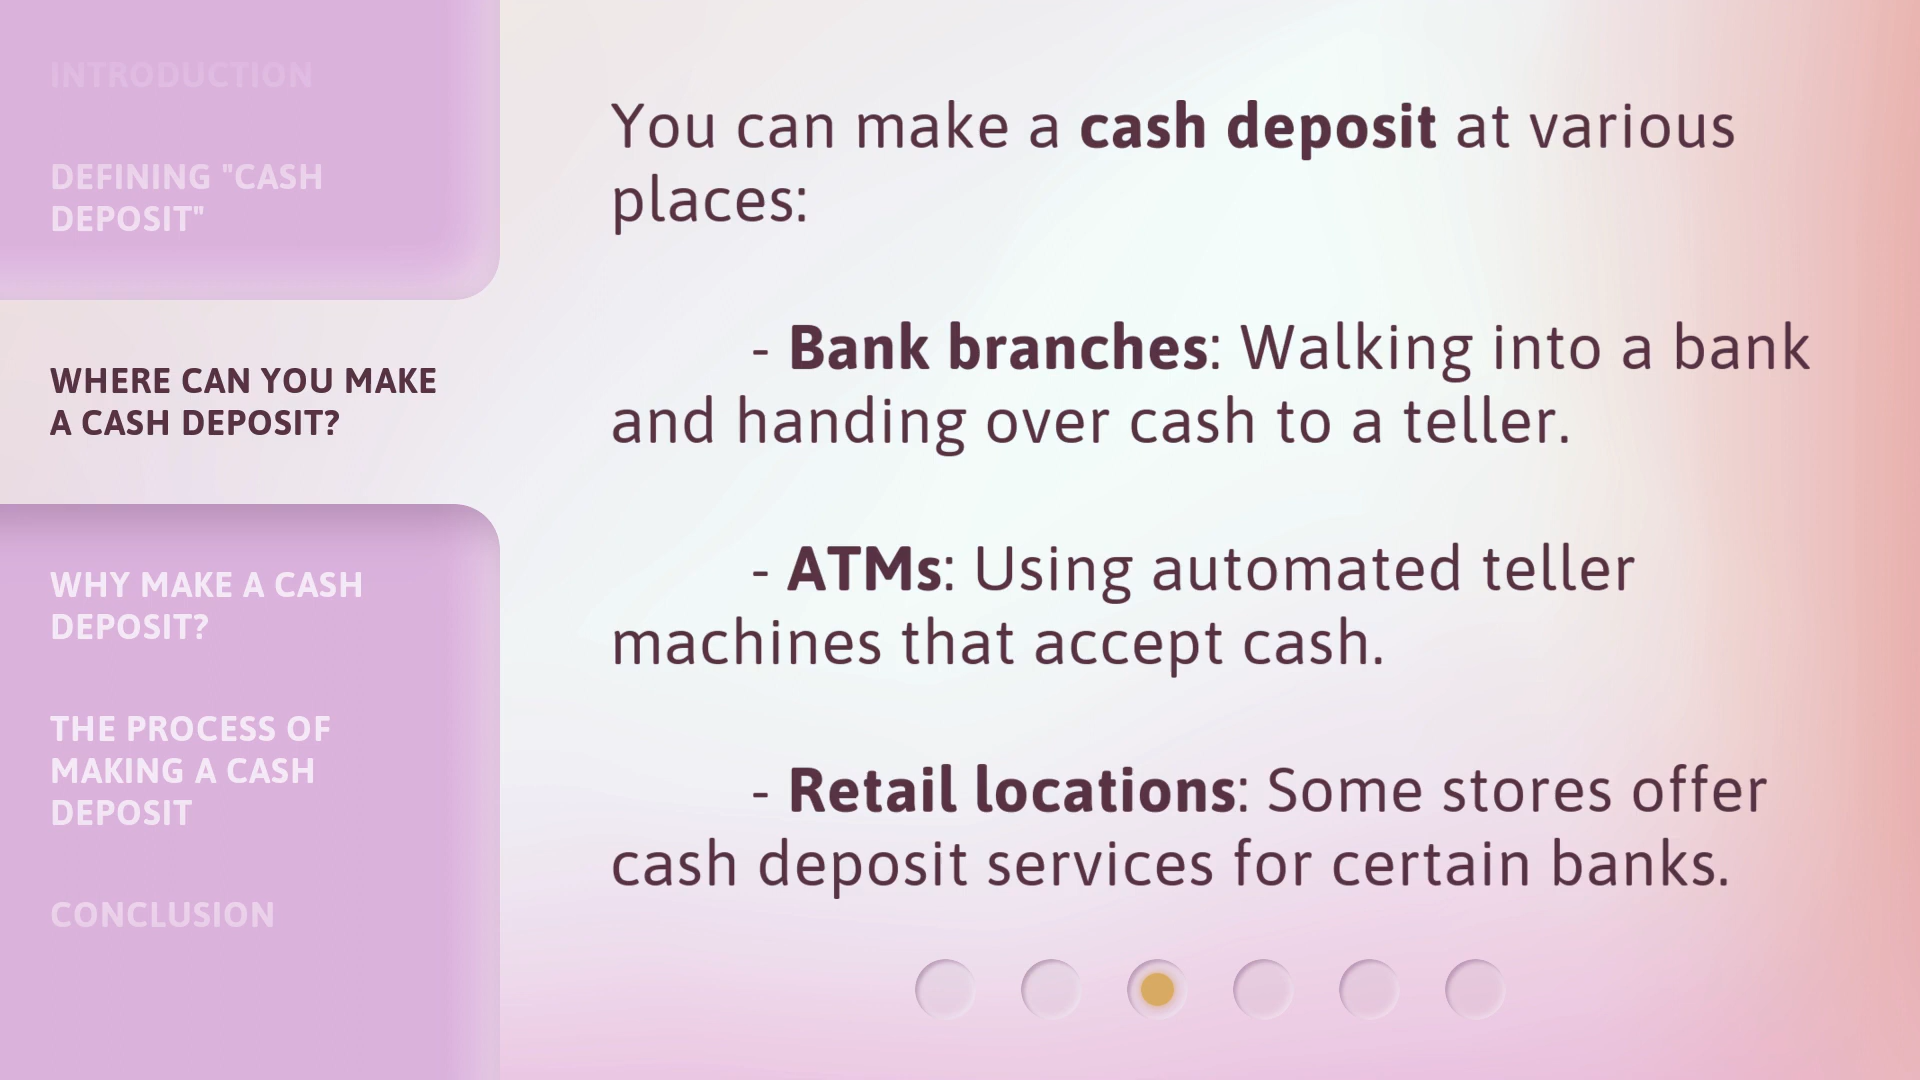 INTRODUCTION
DEFINING "CASH
DEPOSIT"
WHERE CAN YOU MAKE
A CASH DEPOSIT?
WHY MAKE A CASH
DEPOSIT?
THE PROCESS OF
MAKING A CASH
DEPOSIT
CONCLUSION
You can make a cash deposit at various
places:
- Bank branches: Walking into a bank
and handing over cash to a teller.
- ATMs: Using automated teller
machines that accept cash.
- Retail locations: Some stores offer
cash deposit services for certain banks.